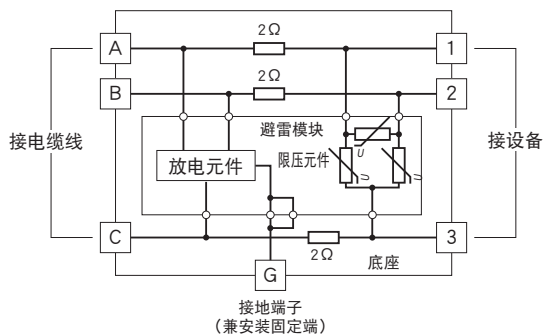 2Ω
A
1
2Ω
B
2
接电缆线
接设备
避雷模块
限压元件
U
放电元件
U
U
C
3
2Ω
底座
G
接地端子
（兼安装固定端）